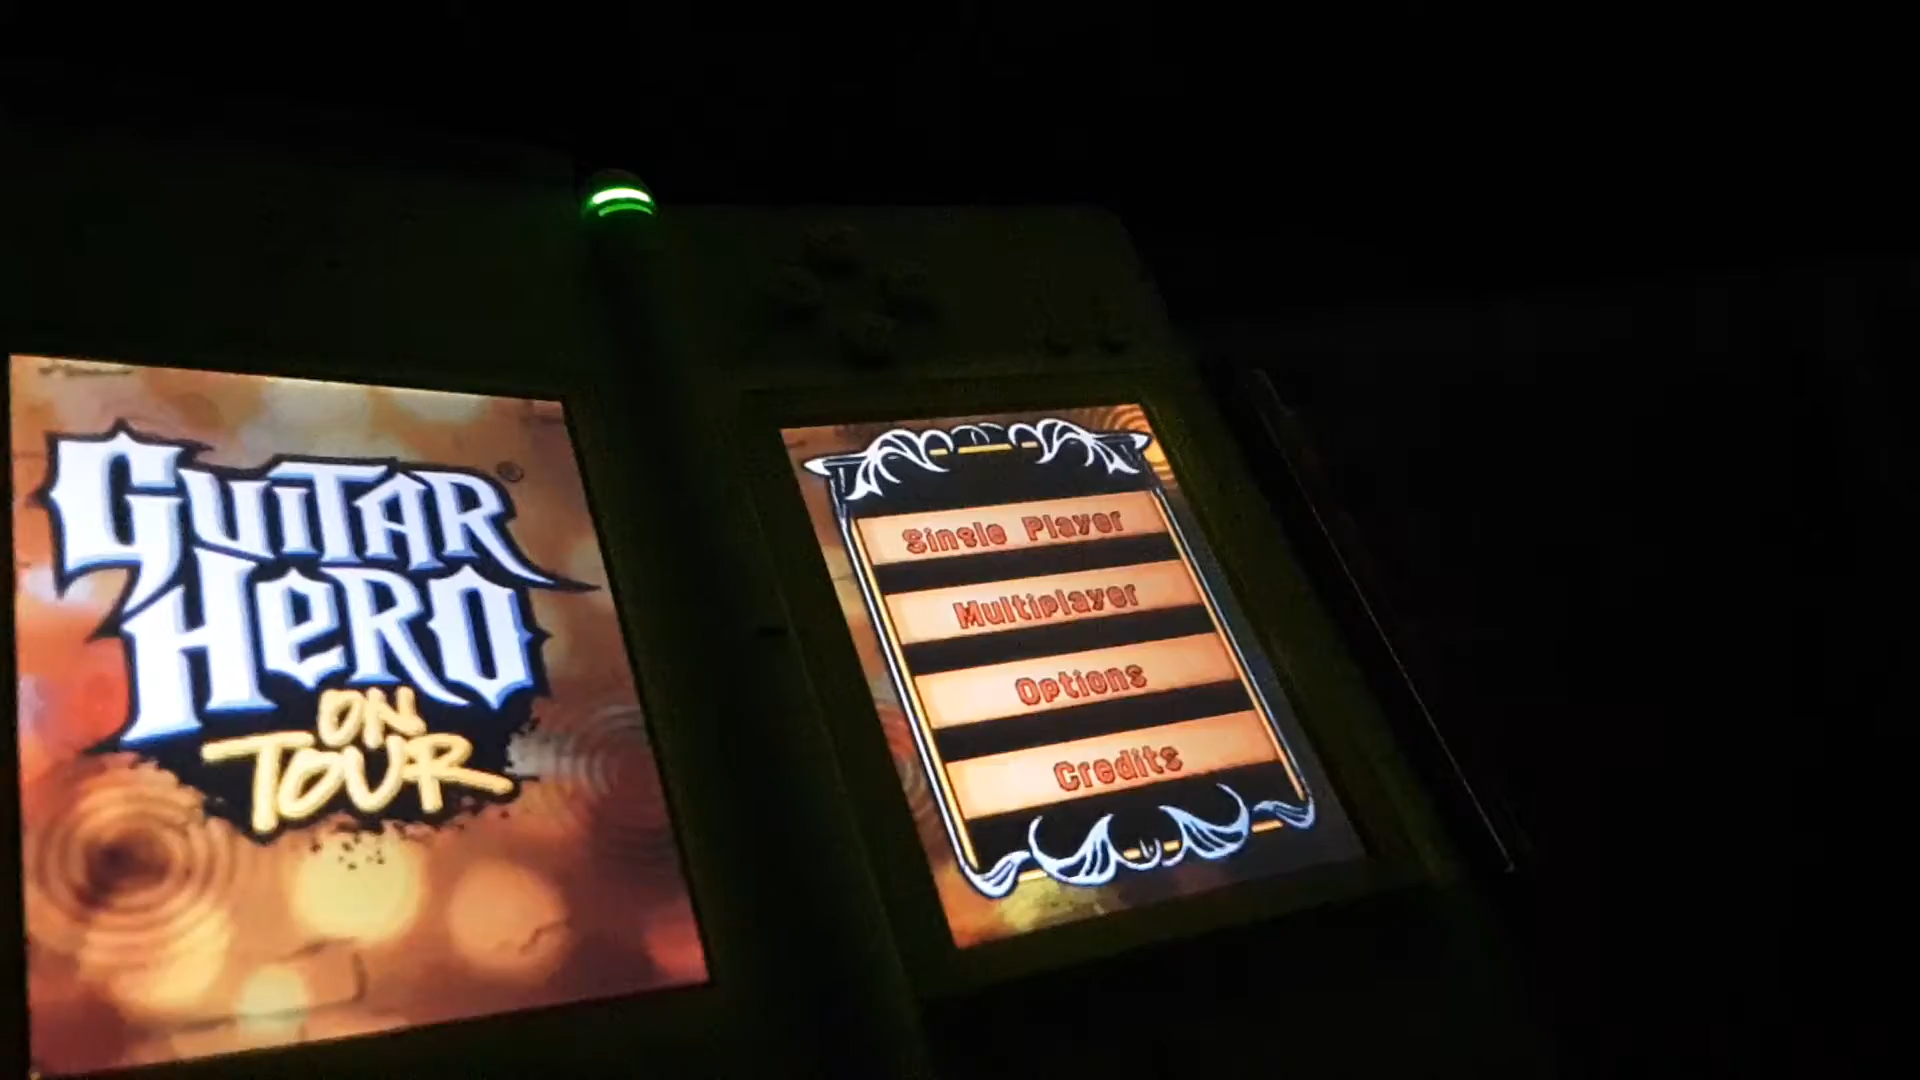 GUITAR
HERO
ON
TOUR
®
Single Player
Multiplayer
Options
Credits